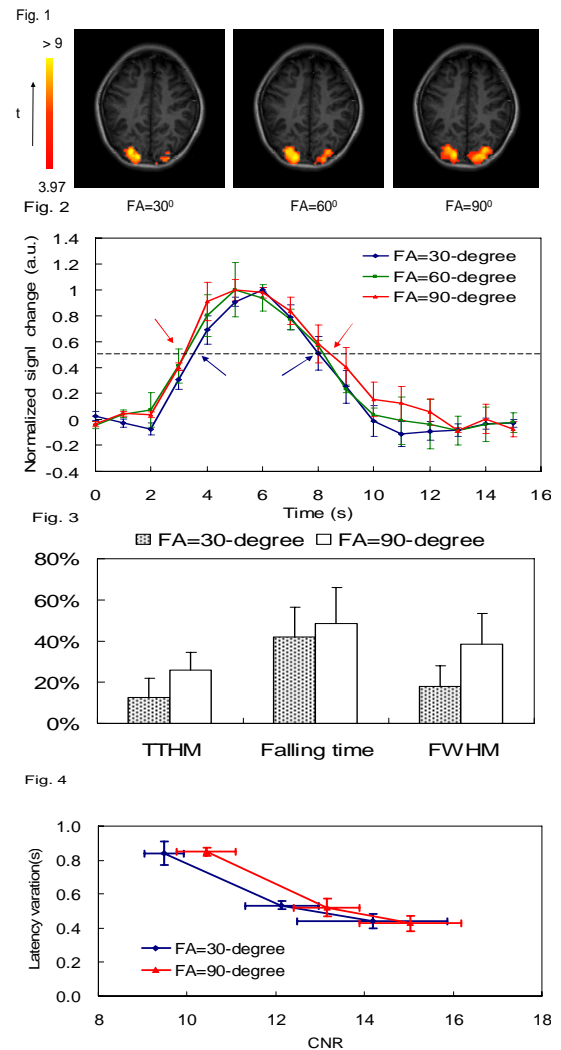 Fig. 1
> 9
t
3.97
FA=30⁰ FA=60⁰ FA=90⁰
Fig. 2
Normalized signl change (a.u.)
1.4
1.2
1
0.8
0.6
0.4
0.2
0
-0.2
-0.4
FA=30-degree
FA=60-degree
FA=90-degree
0 2 4 6 8 10 12 14 16
Time (s)
Fig. 3
FA=30-degree FA=90-degree
80%
60%
40%
20%
0%
TTHM Falling time FWHM
Fig. 4
Latency varation(s)
1.0
0.8
0.6
0.4
0.2
0.0
FA=30-degree
FA=90-degree
8 10 12 14 16 18
CNR